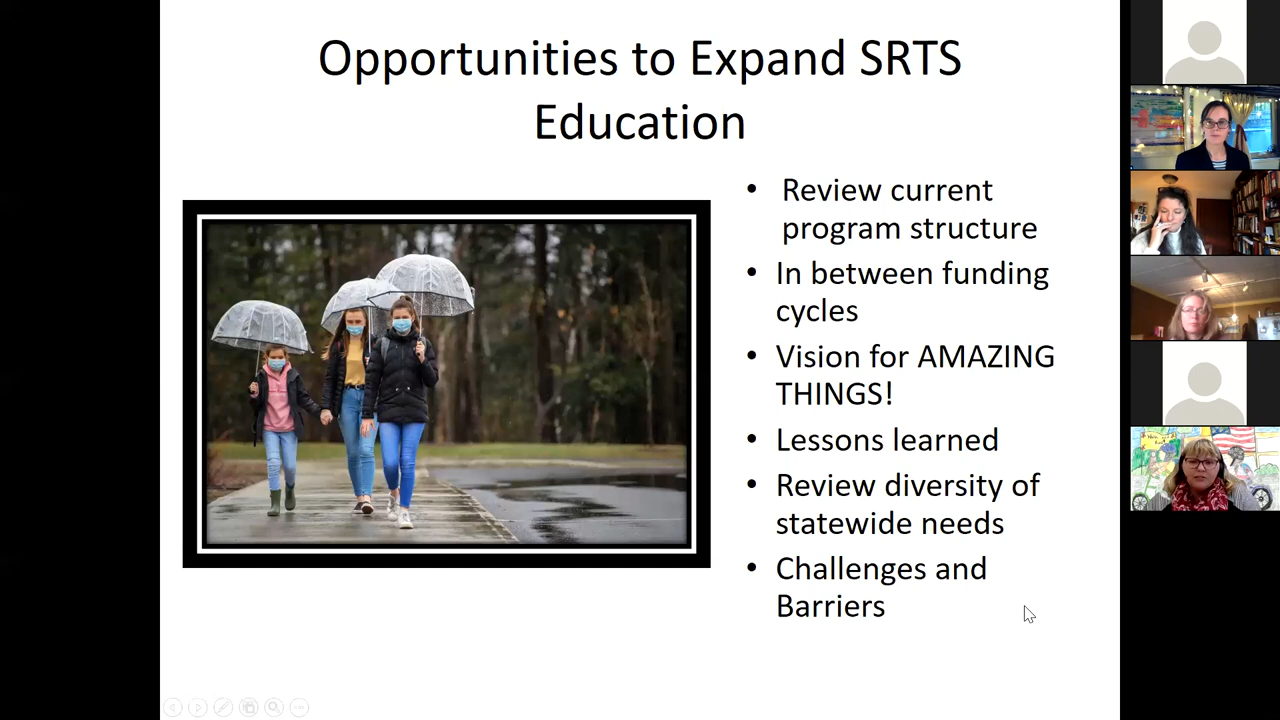 Opportunities to Expand SRTS
Education
• Review current
program structure
• In between funding
cycles
• Vision for AMAZING
THINGS!
• Lessons learned
• Review diversity of
statewide needs
• Challenges and
Barriers